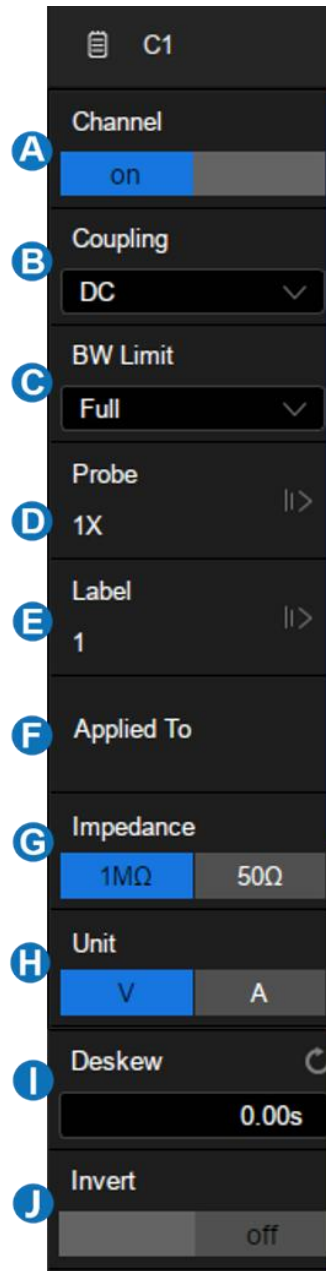 C1
A
Channel
on
B
Coupling
DC
C
BW Limit
Full
D
Probe
1X
E
Label
1
F
Applied To
G
Impedance
1MΩ 50Ω
H
Unit
V A
I
Deskew
0.00s
J
Invert
off